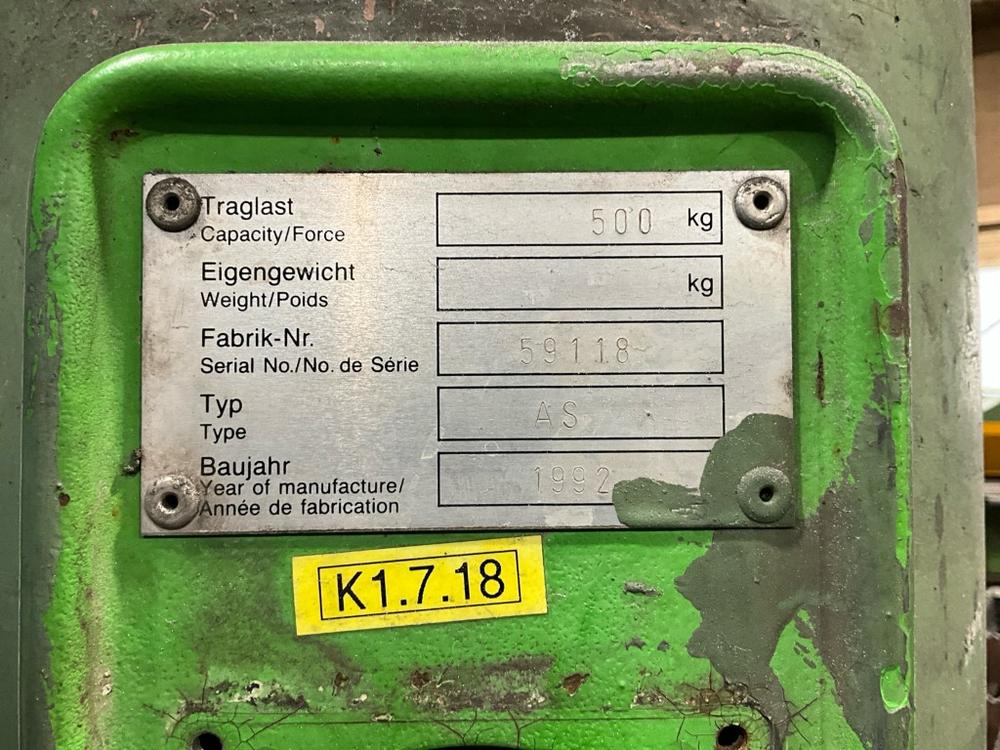 Traglast
Capacity/Force
500 kg
Eigengewicht
Weight/Poids
kg
Fabrik-Nr.
Serial No./No. de Série
59118
Typ
Type
AS
Baujahr
Year of manufacture/
Année de fabrication
1992
K1.7.18